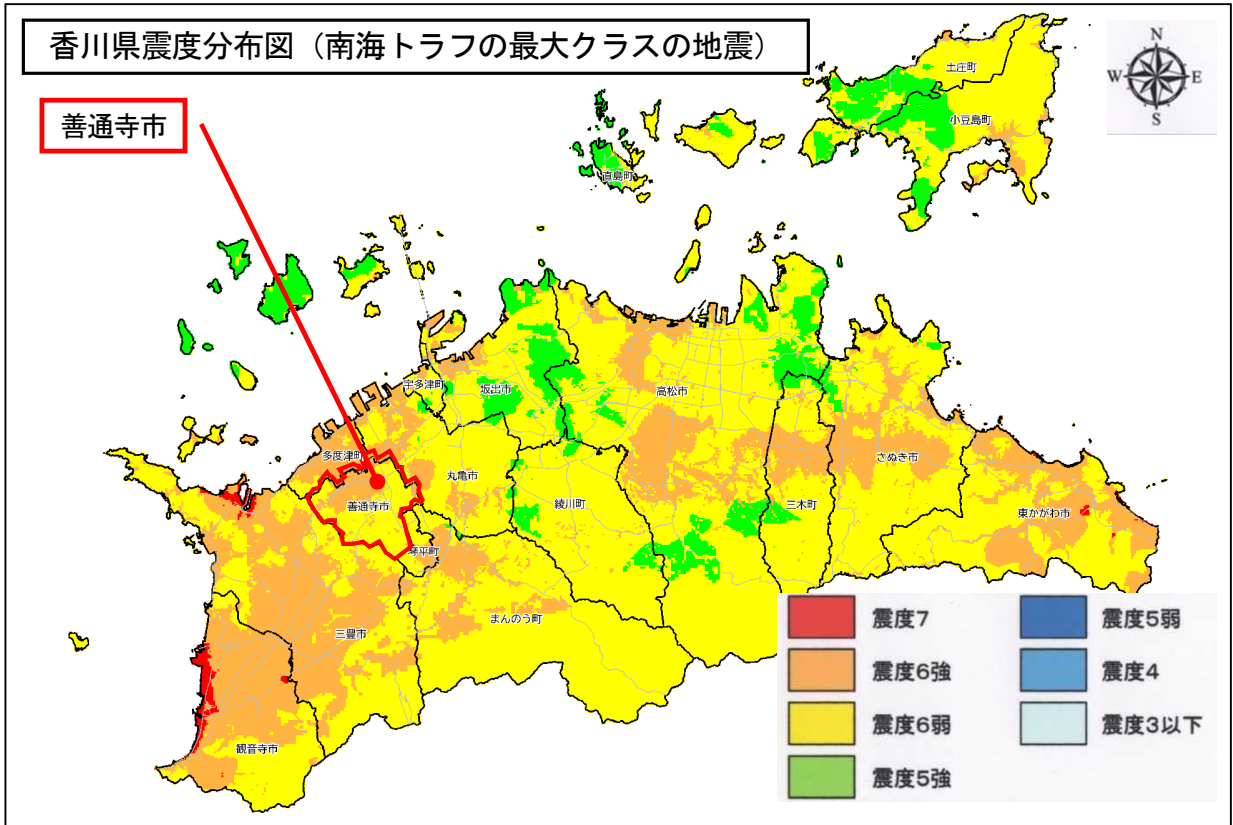 香川県震度分布図（南海トラフの最大クラスの地震）
善通寺市
N
W
E
S
土庄町
小豆島町
直島町
宇多津町
坂出市
高松市
多度津町
丸亀市
さぬき市
善通寺市
綾川町
三木町
東かがわ市
琴平町
まんのう町
三豊市
観音寺市
震度7
震度5弱
震度6強
震度4
震度6弱
震度3以下
震度5強